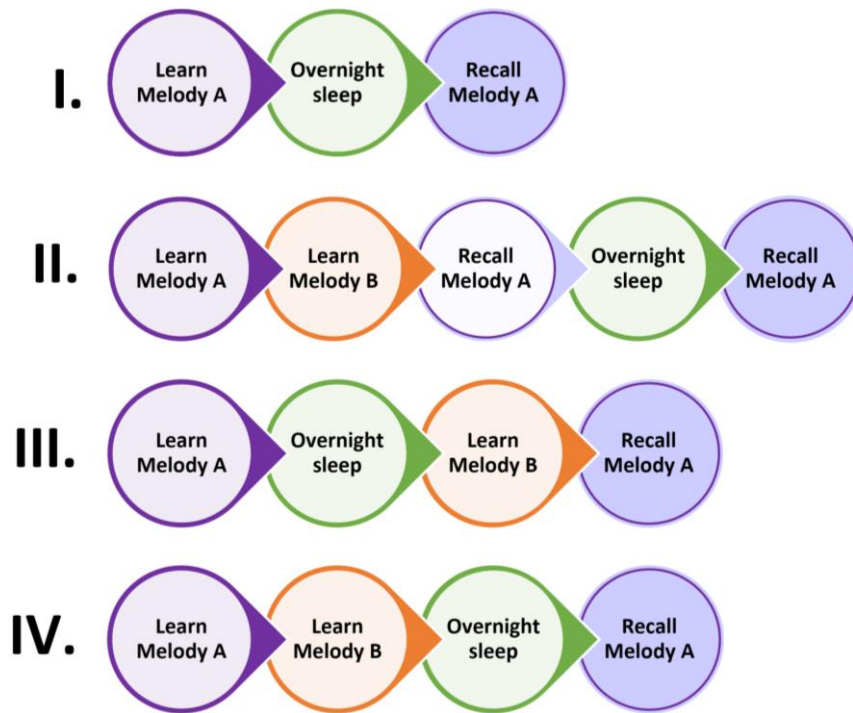 I.
Learn
Melody A
Overnight
sleep
Recall
Melody A
II.
Learn
Melody A
Learn
Melody B
Recall
Melody A
Overnight
sleep
Recall
Melody A
III.
Learn
Melody A
Overnight
sleep
Learn
Melody B
Recall
Melody A
IV.
Learn
Melody A
Learn
Melody B
Overnight
sleep
Recall
Melody A